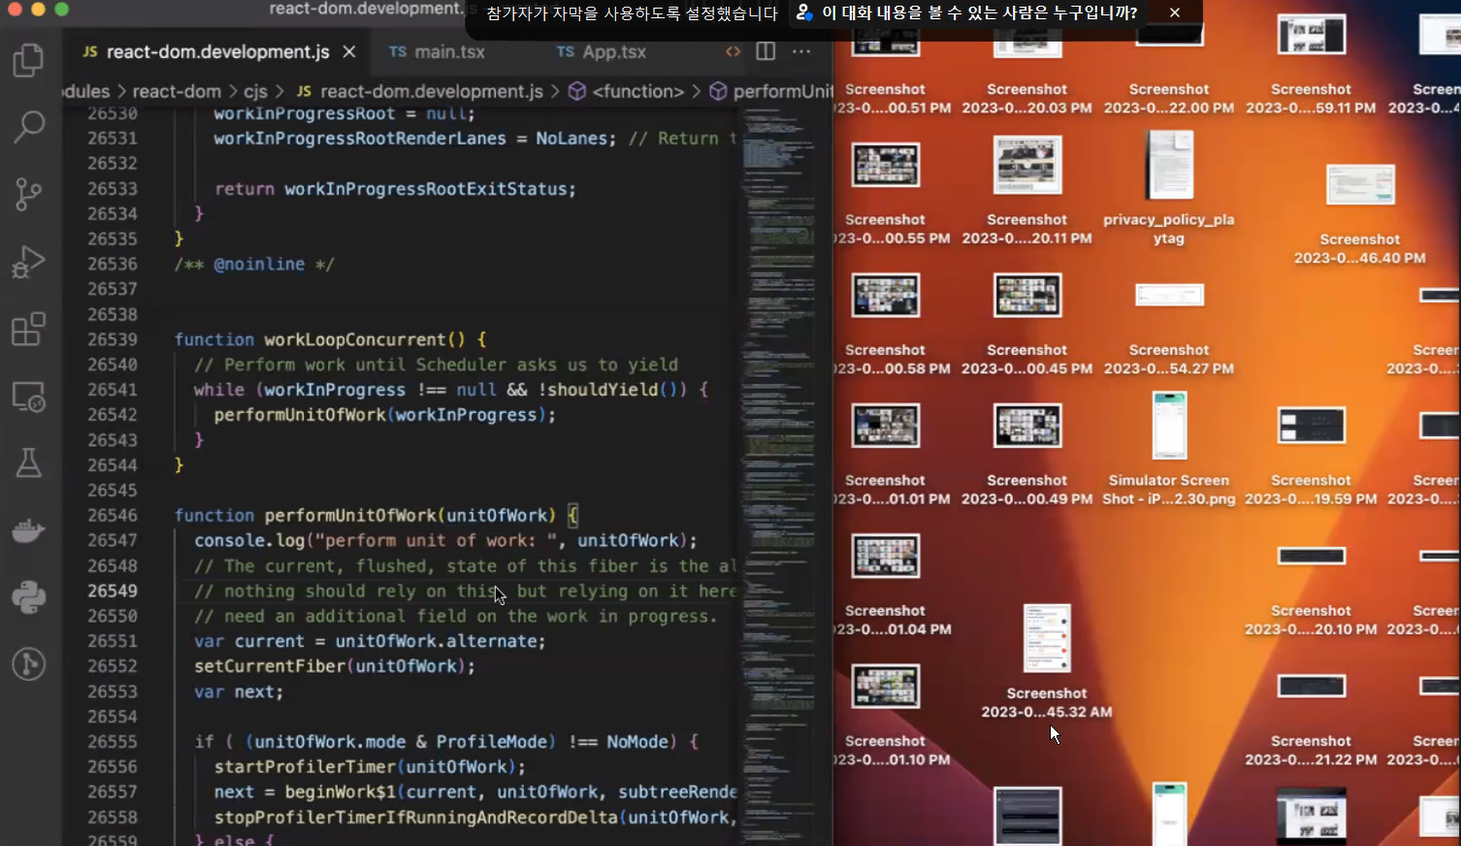 react-dom.development.j
참가자가 자막을 사용하도록 설정했습니다
이 대화 내용을 볼 수 있는 사람은 누구입니까?
JS react-dom.development.js
TS main.tsx
TS App.tsx
odules > react-dom > cjs > JS react-dom.development.js > <function> > performUnit
26530 workInProgressRoot = null;
26531 workInProgressRootRenderLanes = NoLanes; // Return t
26532
26533 return workInProgressRootExitStatus;
26534 }
26535 }
26536 /** @noinline */
26537
26538
26539 function workLoopConcurrent() {
26540 // Perform work until Scheduler asks us to yield
26541 while (workInProgress !== null && !shouldYield()) {
26542 performUnitOfWork(workInProgress);
26543 }
26544 }
26545
26546 function performUnitOfWork(unitOfWork) {
26547 console.log("perform unit of work: ", unitOfWork);
26548 // The current, flushed, state of this fiber is the al
26549 // nothing should rely on this, but relying on it here
26550 // need an additional field on the work in progress.
26551 var current = unitOfWork.alternate;
26552 setCurrentFiber(unitOfWork);
26553 var next;
26554
26555 if ( (unitOfWork.mode & ProfileMode) !== NoMode) {
26556 startProfilerTimer(unitOfWork);
26557 next = beginWork$1(current, unitOfWork, subtreeRende
26558 stopProfilerTimerIfRunningAndRecordDelta(unitOfWork,
26559 } else {
Screenshot
2023-0....00.51 PM
Screenshot
2023-0....20.03 PM
Screenshot
2023-0....22.00 PM
Screenshot
2023-0....59.11 PM
Screen
2023-0....4
Screenshot
2023-0...00.55 PM
Screenshot
2023-0....20.11 PM
privacy_policy_pla
ytag
Screenshot
2023-0...46.40 PM
Screenshot
2023-0...00.58 PM
Screenshot
2023-0...00.45 PM
Screenshot
2023-0...54.27 PM
Screen
2023-0....
Screenshot
2023-0....01.01 PM
Screenshot
2023-0...00.49 PM
Simulator Screen
Shot - iP...2.30.png
Screenshot
2023-0....19.59 PM
Screen
2023-0...
Screenshot
2023-0....01.04 PM
Screenshot
2023-0...45.32 AM
Screenshot
2023-0....20.10 PM
Screen
2023-0...
Screenshot
2023-0....01.10 PM
Screenshot
2023-0....21.22 PM
Screen
2023-0...